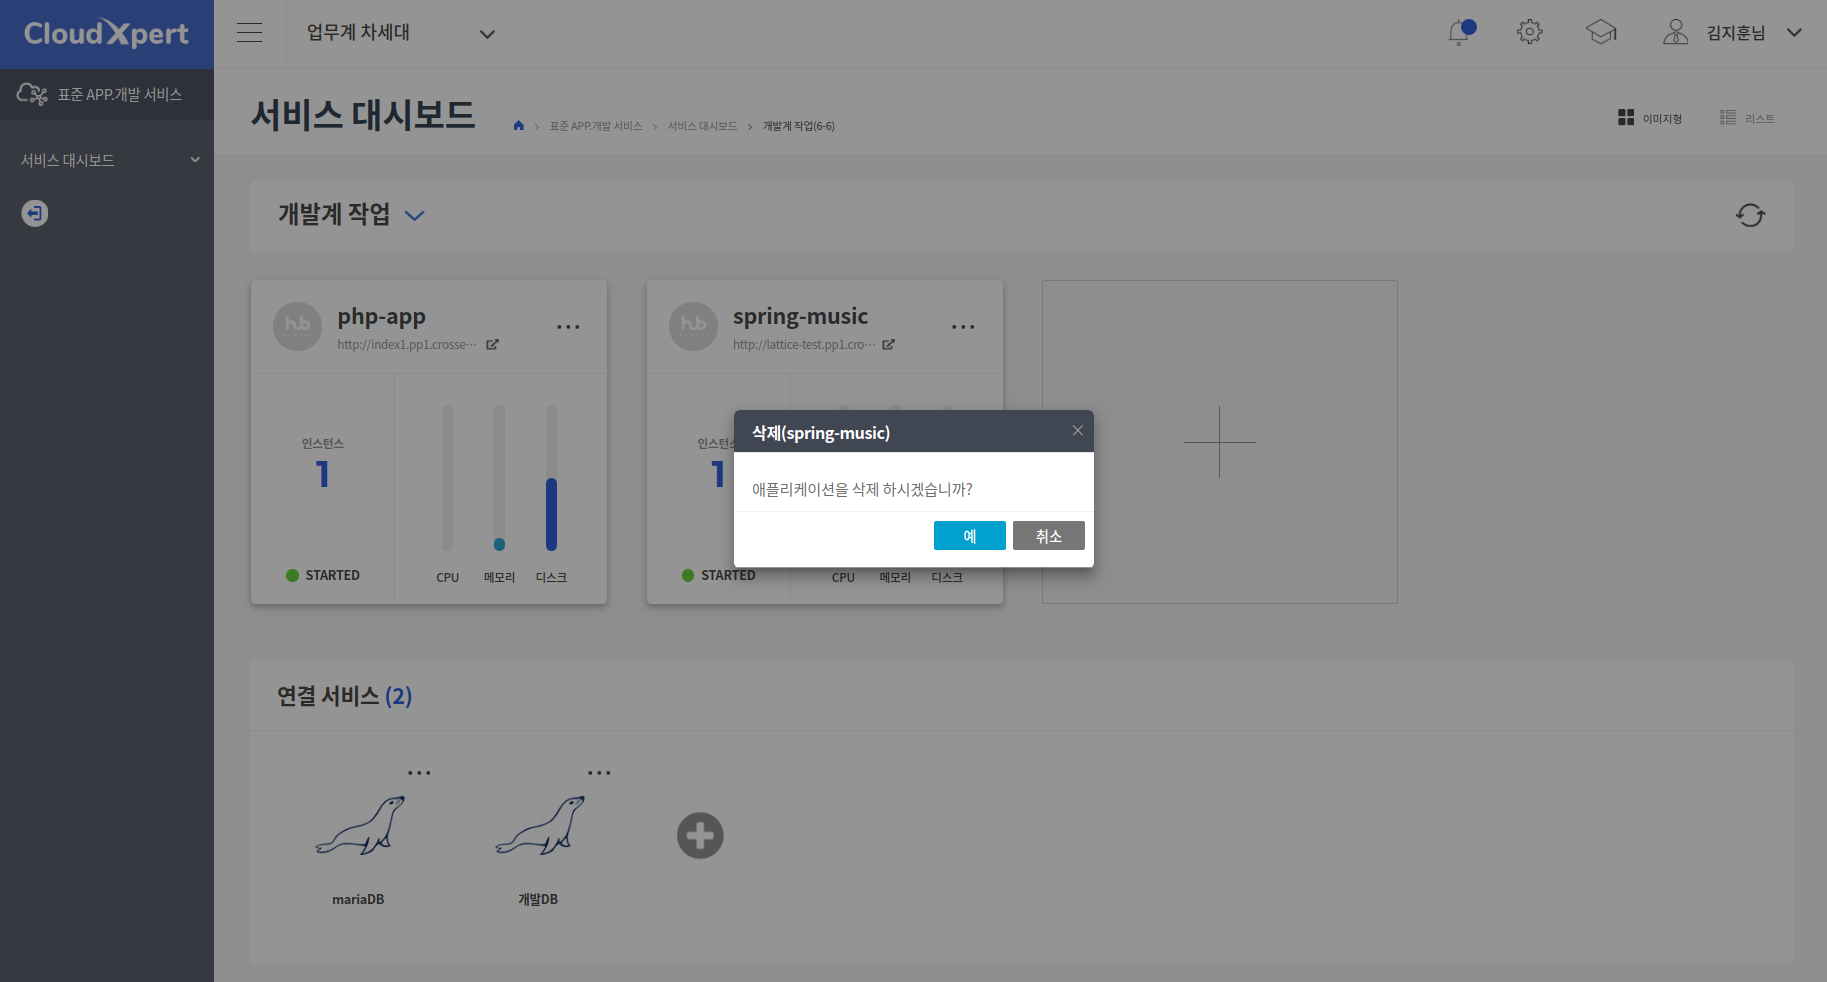 CloudXpert
업무계 차세대
김지훈님
표준 APP.개발 서비스
서비스 대시보드
서비스 대시보드
표준 APP.개발 서비스 > 서비스 대시보드 > 개발계 작업(6-6)
이미지형
리스트
개발계 작업
php-app
http://index1.pp1.crosse···
인스턴스
1
STARTED
CPU 메모리 디스크
spring-music
http://lattice-test.pp1.cro···
1
STARTED
CPU 메모리 디스크
삭제(spring-music)
애플리케이션을 삭제 하시겠습니까?
예
취소
연결 서비스 (2)
mariaDB
개발DB